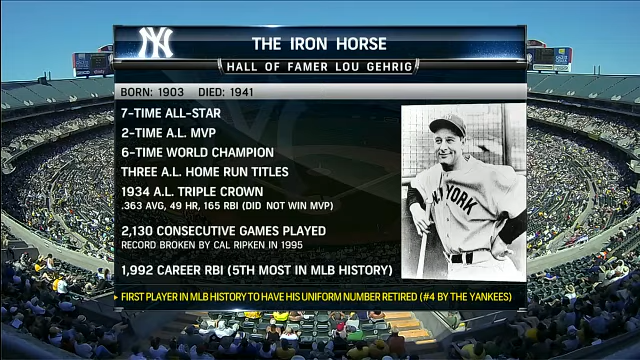 THE IRON HORSE
HALL OF FAMER LOU GEHRIG
BORN: 1903 DIED: 1941
7-TIME ALL-STAR
2-TIME A.L. MVP
6-TIME WORLD CHAMPION
THREE A.L. HOME RUN TITLES
1934 A.L. TRIPLE CROWN
.363 AVG, 49 HR, 165 RBI (DID NOT WIN MVP)
2,130 CONSECUTIVE GAMES PLAYED
RECORD BROKEN BY CAL RIPKEN IN 1995
1,992 CAREER RBI (5TH MOST IN MLB HISTORY)
FIRST PLAYER IN MLB HISTORY TO HAVE HIS UNIFORM NUMBER RETIRED (#4 BY THE YANKEES)
NY
NEW YORK